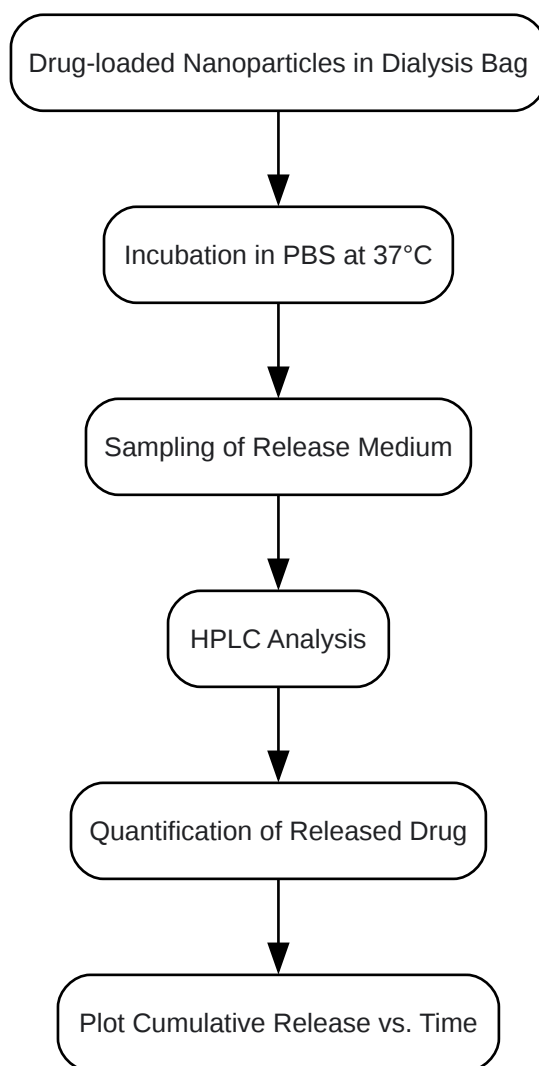 Drug-loaded Nanoparticles in Dialysis Bag
Incubation in PBS at 37°C
Sampling of Release Medium
HPLC Analysis
Quantification of Released Drug
Plot Cumulative Release vs. Time